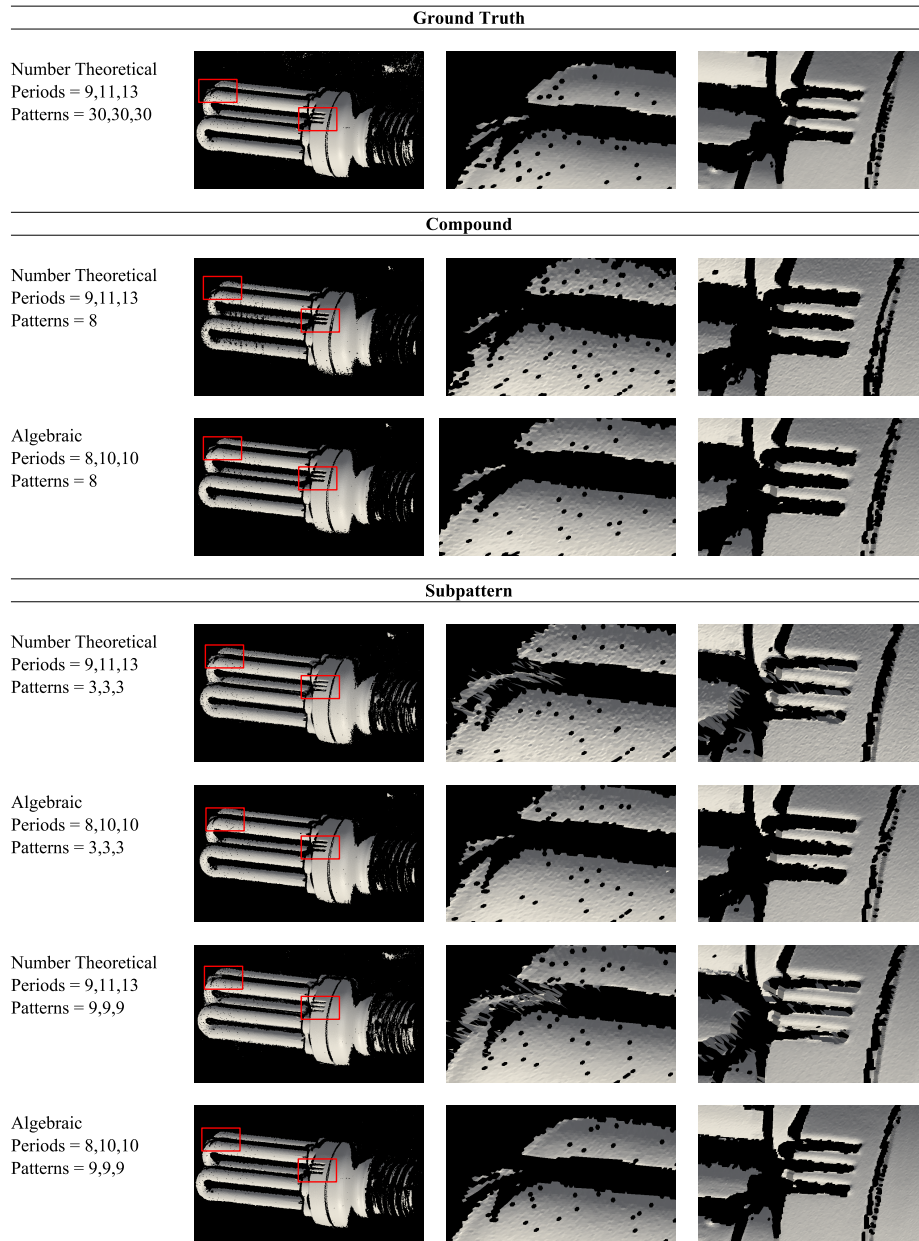 Ground Truth
Number Theoretical
Periods = 9,11,13
Patterns = 30,30,30
Compound
Number Theoretical
Periods = 9,11,13
Patterns = 8
Algebraic
Periods = 8,10,10
Patterns = 8
Subpattern
Number Theoretical
Periods = 9,11,13
Patterns = 3,3,3
Algebraic
Periods = 8,10,10
Patterns = 3,3,3
Number Theoretical
Periods = 9,11,13
Patterns = 9,9,9
Algebraic
Periods = 8,10,10
Patterns = 9,9,9